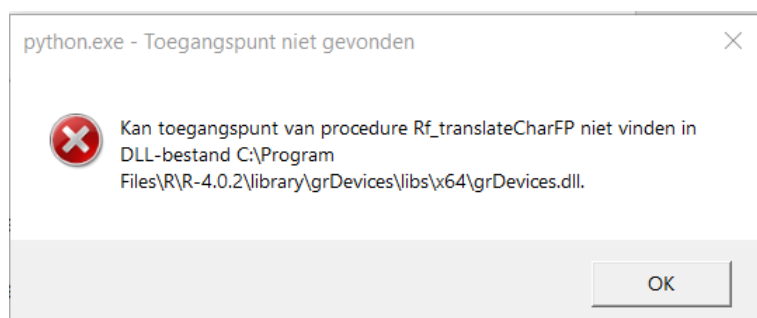 python.exe - Toegangspunt niet gevonden
Kan toegangspunt van procedure Rf_translateCharFP niet vinden in
DLL-bestand C:\Program
Files\R\R-4.0.2\library\grDevices\libs\x64\grDevices.dll.
OK